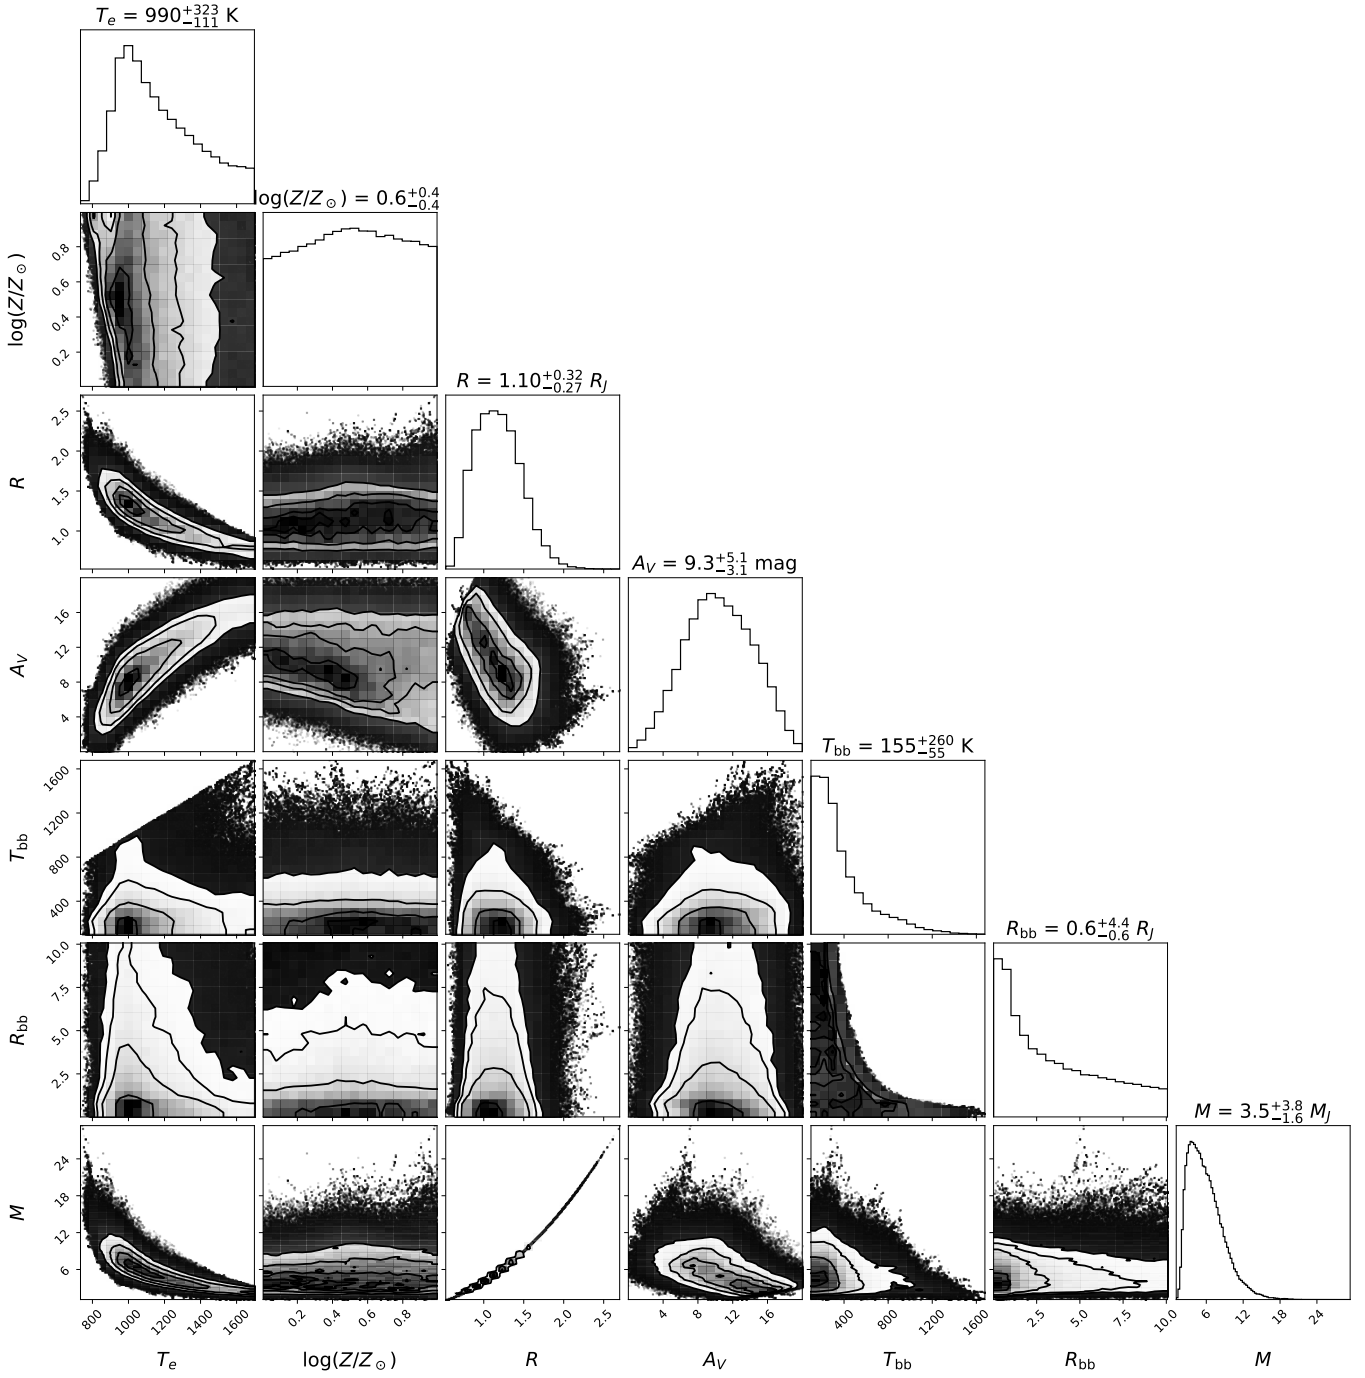 T_e = 990^{+323}_{-111} K
log(Z/Z_⊙) = 0.6^{+0.4}_{-0.4}
log(Z/Z_⊙)
0.8
0.6
0.4
0.2
R = 1.10^{+0.32}_{-0.27} R_J
R
2.5
2.0
1.5
1.0
A_V = 9.3^{+5.1}_{-3.1} mag
A_V
16
12
8
4
T_bb = 155^{+260}_{-55} K
T_bb
1600
1200
800
400
R_bb = 0.6^{+4.4}_{-0.6} R_J
R_bb
10.0
7.5
5.0
2.5
M = 3.5^{+3.8}_{-1.6} M_J
M
24
18
12
6
800 1000 1200 1400 1600 0.2 0.4 0.6 0.8 1.0 1.5 2.0 2.5 4 8 12 16 400 800 1200 1600 2.5 5.0 7.5 10.0 6 12 18 24
T_e log(Z/Z_⊙) R A_V T_bb R_bb M